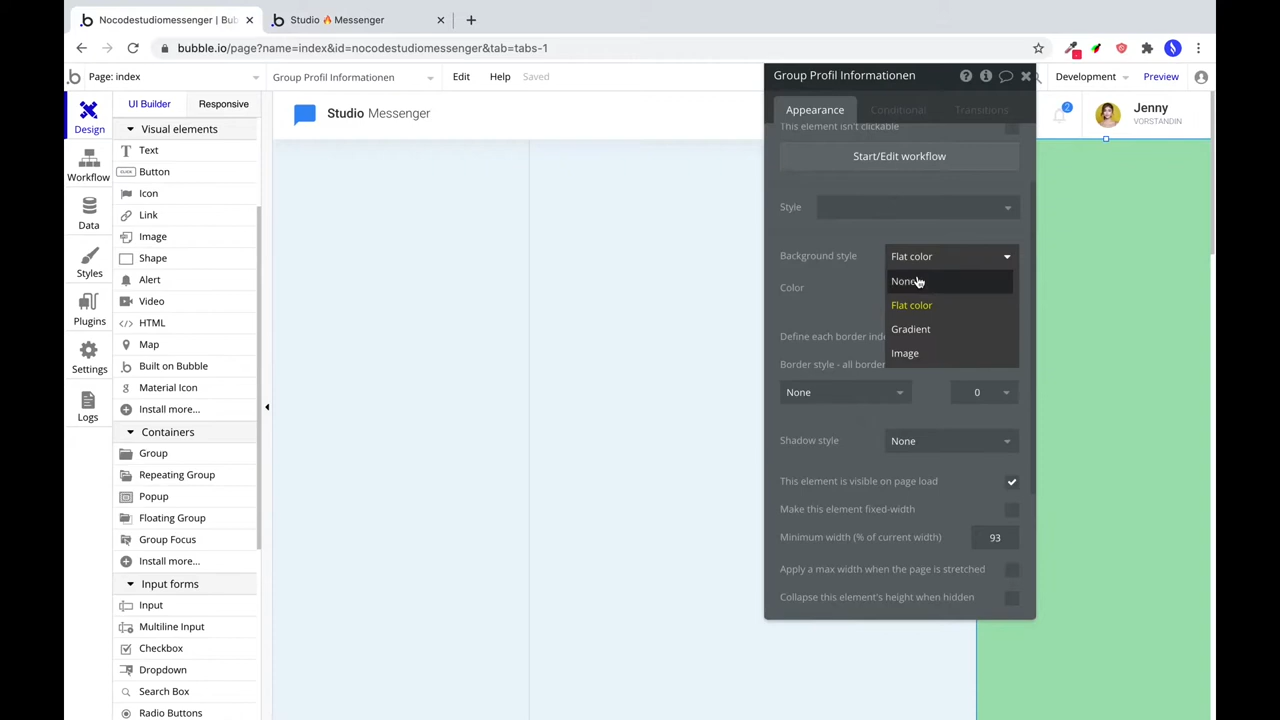 Nocodestudiomessenger | Bub
Studio 🔥 Messenger
bubble.io/page?name=index&id=nocodestudiomessenger&tab=tabs-1
Page: index
Group Profil Informationen
Edit
Help
Saved
Development
Preview
Design
Workflow
Data
Styles
Plugins
Settings
Logs
UI Builder
Responsive
Visual elements
Text
Button
Icon
Link
Image
Shape
Alert
Video
HTML
Map
Built on Bubble
Material Icon
Install more...
Containers
Group
Repeating Group
Popup
Floating Group
Group Focus
Install more...
Input forms
Input
Multiline Input
Checkbox
Dropdown
Search Box
Radio Buttons
Studio Messenger
2
Jenny
VORSTANDIN
Group Profil Informationen
Appearance
Conditional
Transitions
This element isn't clickable
Start/Edit workflow
Style
Background style
Flat color
None
Flat color
Gradient
Image
Color
Define each border inde
Border style - all border
None
0
Shadow style
None
This element is visible on page load
Make this element fixed-width
Minimum width (% of current width)
93
Apply a max width when the page is stretched
Collapse this element's height when hidden